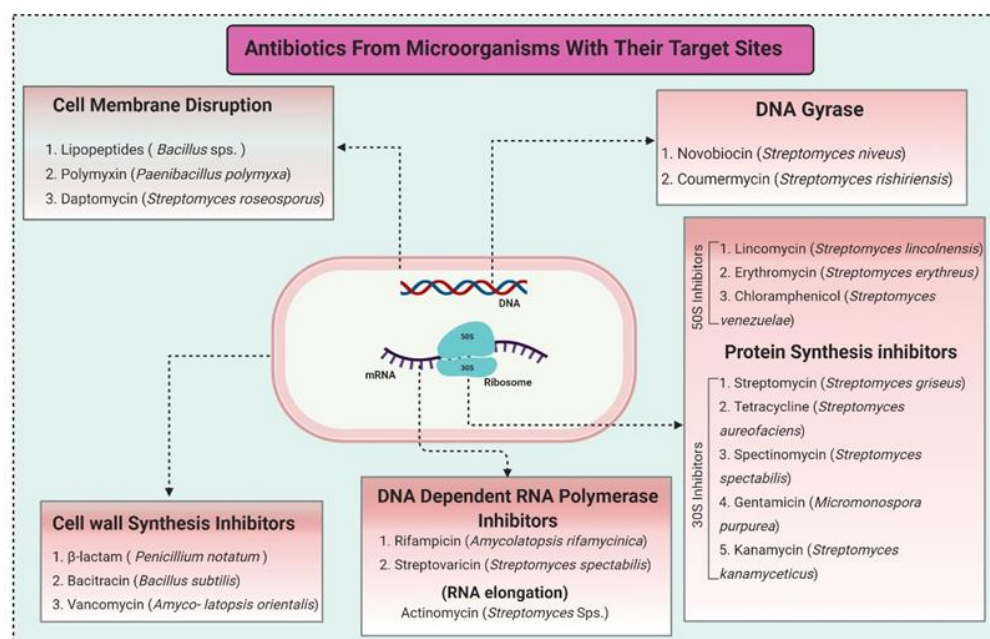 Antibiotics From Microorganisms With Their Target Sites
Cell Membrane Disruption
1. Lipopeptides ( Bacillus sps. )
2. Polymyxin (Paenibacillus polymyxa)
3. Daptomycin (Streptomyces roseosporus)
DNA Gyrase
1. Novobiocin (Streptomyces niveus)
2. Coumermycin (Streptomyces rishiriensis)
50S Inhibitors
1. Lincomycin (Streptomyces lincolnensis)
2. Erythromycin (Streptomyces erythreus)
3. Chloramphenicol (Streptomyces
venezuelae)
Protein Synthesis inhibitors
30S Inhibitors
1. Streptomycin (Streptomyces griseus)
2. Tetracycline (Streptomyces
aureofaciens)
3. Spectinomycin (Streptomyces
spectabilis)
4. Gentamicin (Micromonospora
purpurea)
5. Kanamycin (Streptomyces
kanamyceticus)
DNA
50S
mRNA
30S
Ribosome
Cell wall Synthesis Inhibitors
1. β-lactam ( Penicillium notatum )
2. Bacitracin (Bacillus subtilis)
3. Vancomycin (Amyco- latopsis orientalis)
DNA Dependent RNA Polymerase
Inhibitors
1. Rifampicin (Amycolatopsis rifamycinica)
2. Streptovaricin (Streptomyces spectabilis)
(RNA elongation)
Actinomycin (Streptomyces Sps.)